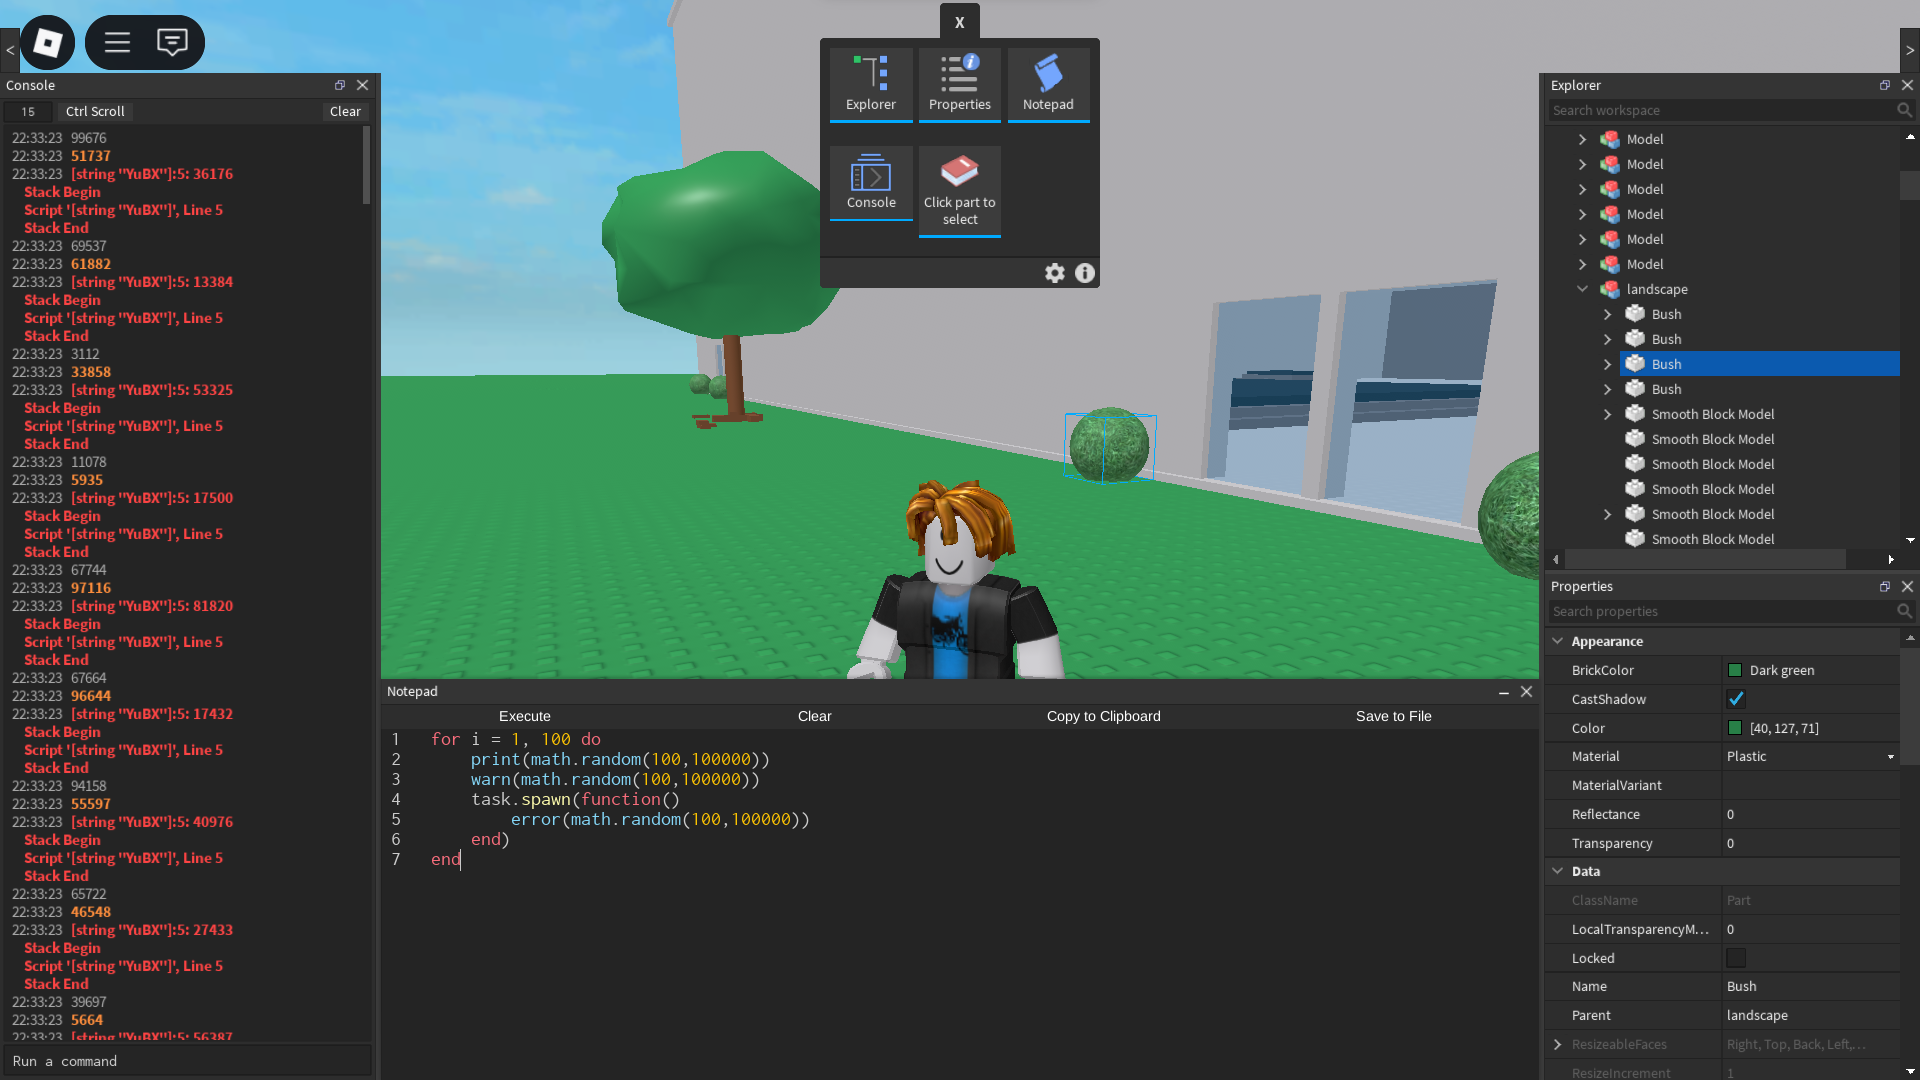 X
<
>
Explorer
Properties
Notepad
Console
Click part to
select
Console
15
Ctrl Scroll
Clear
22:33:23 99676
22:33:23 51737
22:33:23 [string "YuBX"]:5: 36176
Stack Begin
Script '[string "YuBX"]', Line 5
Stack End
22:33:23 69537
22:33:23 61882
22:33:23 [string "YuBX"]:5: 13384
Stack Begin
Script '[string "YuBX"]', Line 5
Stack End
22:33:23 3112
22:33:23 33858
22:33:23 [string "YuBX"]:5: 53325
Stack Begin
Script '[string "YuBX"]', Line 5
Stack End
22:33:23 11078
22:33:23 5935
22:33:23 [string "YuBX"]:5: 17500
Stack Begin
Script '[string "YuBX"]', Line 5
Stack End
22:33:23 67744
22:33:23 97116
22:33:23 [string "YuBX"]:5: 81820
Stack Begin
Script '[string "YuBX"]', Line 5
Stack End
22:33:23 67664
22:33:23 96644
22:33:23 [string "YuBX"]:5: 17432
Stack Begin
Script '[string "YuBX"]', Line 5
Stack End
22:33:23 94158
22:33:23 55597
22:33:23 [string "YuBX"]:5: 40976
Stack Begin
Script '[string "YuBX"]', Line 5
Stack End
22:33:23 65722
22:33:23 46548
22:33:23 [string "YuBX"]:5: 27433
Stack Begin
Script '[string "YuBX"]', Line 5
Stack End
22:33:23 39697
22:33:23 5664
22:33:23 [string "YuBX"]:5: 56387
Run a command
Notepad
Execute
Clear
Copy to Clipboard
Save to File
1 for i = 1, 100 do
2 print(math.random(100,100000))
3 warn(math.random(100,100000))
4 task.spawn(function()
5 error(math.random(100,100000))
6 end)
7 end
Explorer
Search workspace
Model
Model
Model
Model
Model
Model
landscape
Bush
Bush
Bush
Bush
Smooth Block Model
Smooth Block Model
Smooth Block Model
Smooth Block Model
Smooth Block Model
Smooth Block Model
Properties
Search properties
Appearance
BrickColor Dark green
CastShadow
Color [40, 127, 71]
Material Plastic
MaterialVariant
Reflectance 0
Transparency 0
Data
ClassName Part
LocalTransparencyM... 0
Locked
Name Bush
Parent landscape
ResizeableFaces Right, Top, Back, Left,...
ResizeIncrement 1